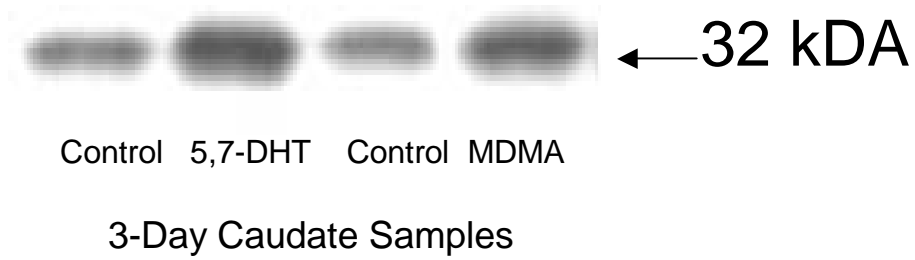 32 kDA
Control 5,7-DHT Control MDMA
3-Day Caudate Samples